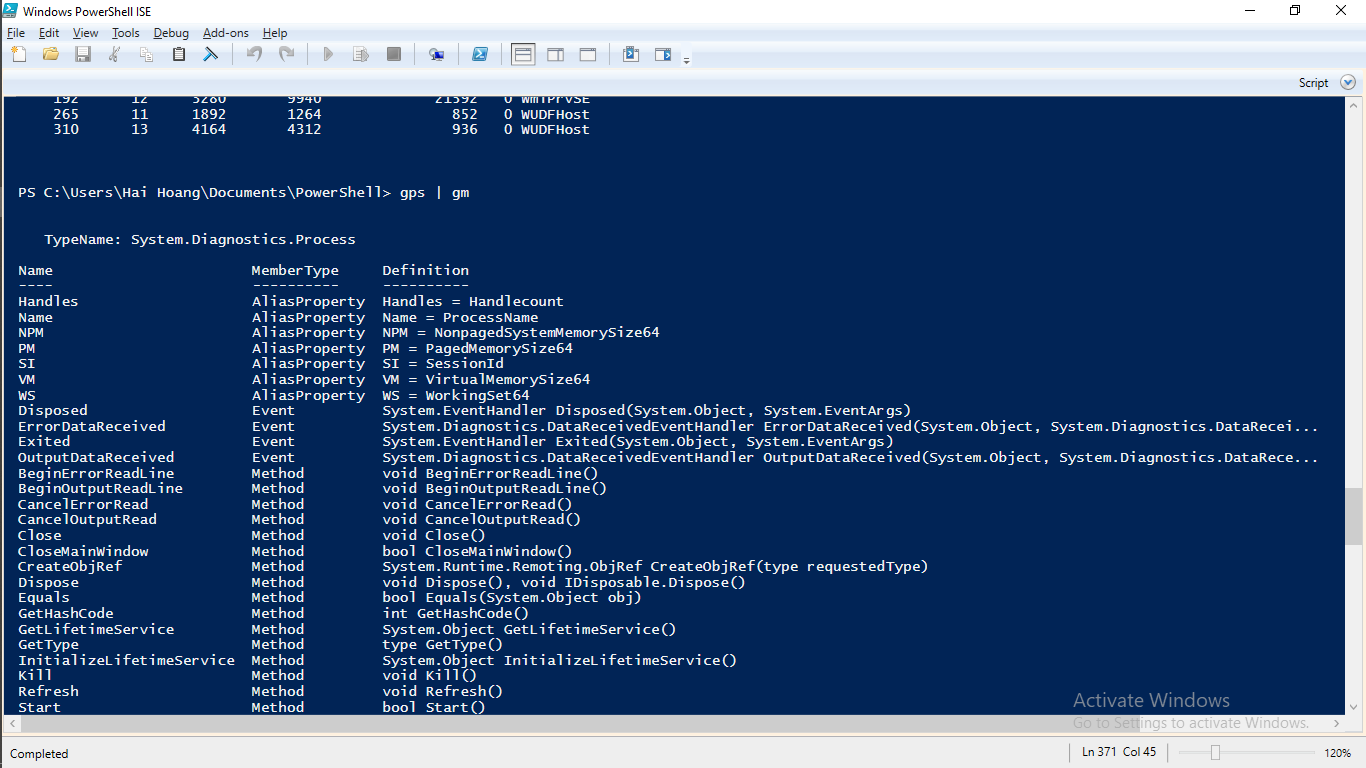 Windows PowerShell ISE
File Edit View Tools Debug Add-ons Help
Script
192 12 3280 9940 21592 0 WmiPrvSE
265 11 1892 1264 852 0 WUDFHost
310 13 4164 4312 936 0 WUDFHost
PS C:\Users\Hai Hoang\Documents\PowerShell> gps | gm
TypeName: System.Diagnostics.Process
Name MemberType Definition
---- ---------- ----------
Handles AliasProperty Handles = Handlecount
Name AliasProperty Name = ProcessName
NPM AliasProperty NPM = NonpagedSystemMemorySize64
PM AliasProperty PM = PagedMemorySize64
SI AliasProperty SI = SessionId
VM AliasProperty VM = VirtualMemorySize64
WS AliasProperty WS = WorkingSet64
Disposed Event System.EventHandler Disposed(System.Object, System.EventArgs)
ErrorDataReceived Event System.Diagnostics.DataReceivedEventHandler ErrorDataReceived(System.Object, System.Diagnostics.DataRecei...
Exited Event System.EventHandler Exited(System.Object, System.EventArgs)
OutputDataReceived Event System.Diagnostics.DataReceivedEventHandler OutputDataReceived(System.Object, System.Diagnostics.DataRece...
BeginErrorReadLine Method void BeginErrorReadLine()
BeginOutputReadLine Method void BeginOutputReadLine()
CancelErrorRead Method void CancelErrorRead()
CancelOutputRead Method void CancelOutputRead()
Close Method void Close()
CloseMainWindow Method bool CloseMainWindow()
CreateObjRef Method System.Runtime.Remoting.ObjRef CreateObjRef(type requestedType)
Dispose Method void Dispose(), void IDisposable.Dispose()
Equals Method bool Equals(System.Object obj)
GetHashCode Method int GetHashCode()
GetLifetimeService Method System.Object GetLifetimeService()
GetType Method type GetType()
InitializeLifetimeService Method System.Object InitializeLifetimeService()
Kill Method void Kill()
Refresh Method void Refresh()
Start Method bool Start()
Activate Windows
Go to Settings to activate Windows.
Completed Ln 371 Col 45 120%